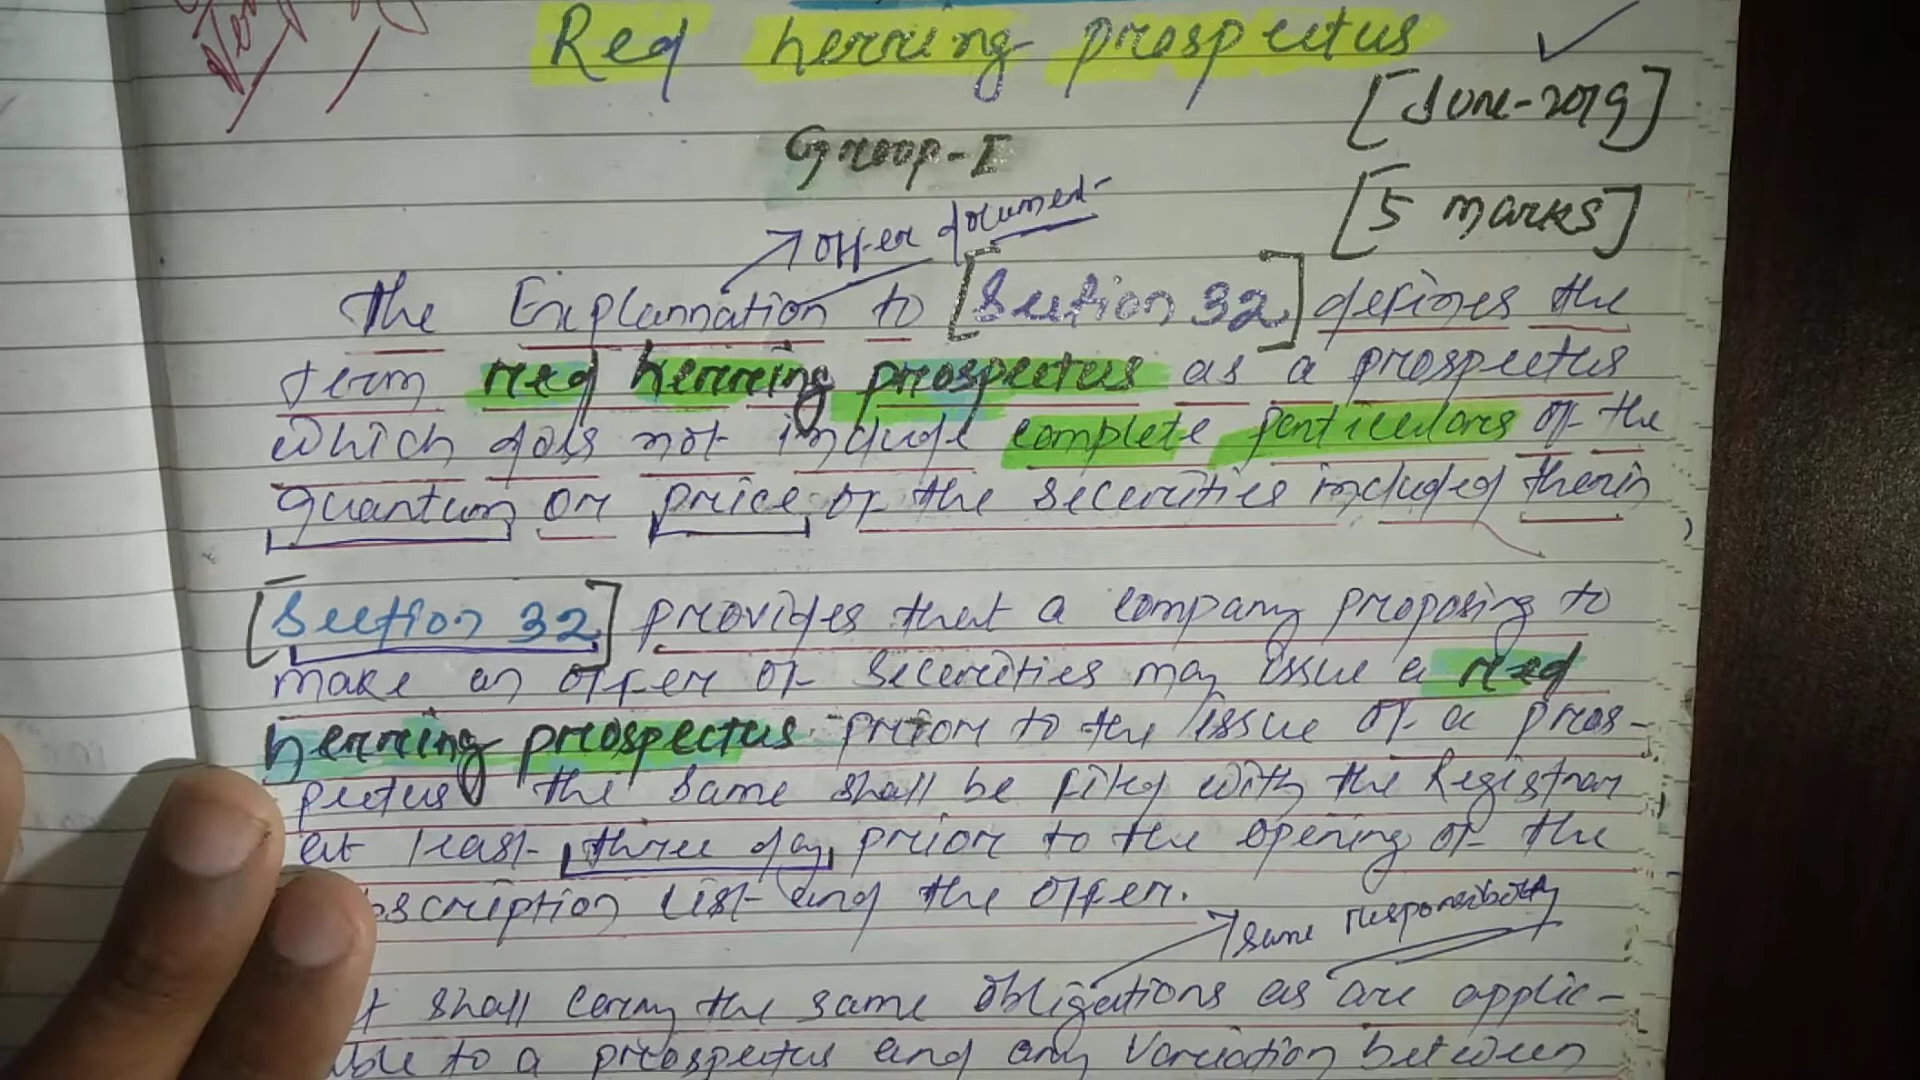 Red herring prospectus
[June-2019]
Group-I
[5 marks]
offer document
The Explannation to [Section 32] defines the
term red herring prospectus as a prospectus
which does not include complete particulars of the
quantum or price of the securities included therin
[Section 32] provides that a company proposing to
make an offer of securities may issue a red
herring prospectus prior to the issue of a pros-
pectus the same shall be filed with the Registrar
at least three day prior to the opening of the
bscription list and the offer.
same responsibility
t shall carry the same obligations as are applic-
able to a prospectus and any variation between